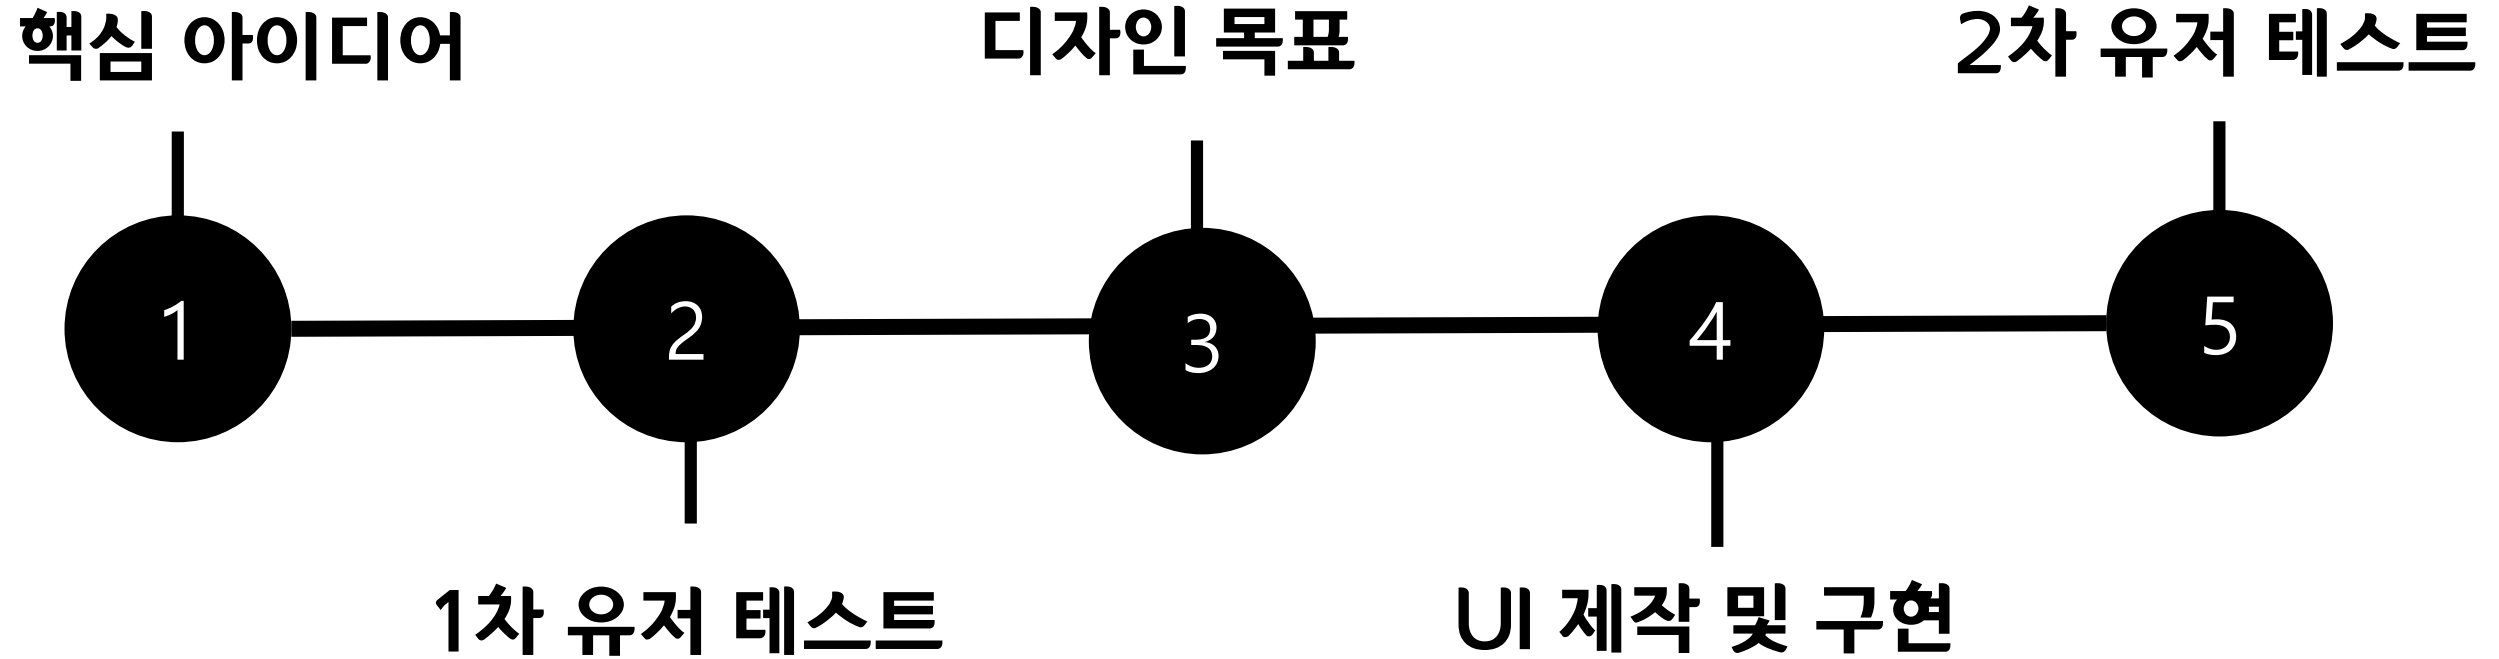 핵심 아이디어
디자인 목표
2차 유저 테스트
1
2
3
4
5
1차 유저 테스트
UI 제작 및 구현